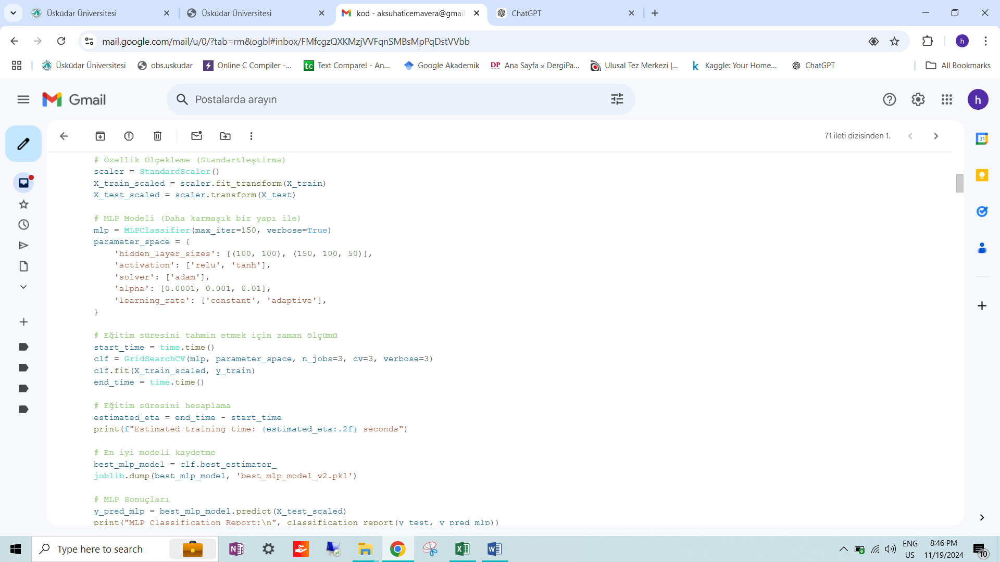 Üsküdar Üniversitesi
Üsküdar Üniversitesi
kod - aksuhaticemavera@gmai
ChatGPT
mail.google.com/mail/u/0/?tab=rm&ogbl#inbox/FMfcgzQXKMzjVVFqnSMBsMpPqDstVVbb
h
Üsküdar Üniversitesi
obs.uskudar
Online C Compiler -...
tc
Text Compare! - An...
Google Akademik
DP
Ana Sayfa » DergiPa...
Ulusal Tez Merkezi |...
k
Kaggle: Your Home...
ChatGPT
All Bookmarks
Gmail
Postalarda arayın
h
71 ileti dizisinden 1.
31
# Özellik Ölçekleme (Standartleştirma)
scaler = StandardScaler()
X_train_scaled = scaler.fit_transform(X_train)
X_test_scaled = scaler.transform(X_test)
# MLP Modeli (Daha karmaşık bir yapı ile)
mlp = MLPClassifier(max_iter=150, verbose=True)
parameter_space = {
    'hidden_layer_sizes': [(100, 100), (150, 100, 50)],
    'activation': ['relu', 'tanh'],
    'solver': ['adam'],
    'alpha': [0.0001, 0.001, 0.01],
    'learning_rate': ['constant', 'adaptive'],
}
# Eğitim süresini tahmin etmek için zaman ölçümü
start_time = time.time()
clf = GridSearchCV(mlp, parameter_space, n_jobs=3, cv=3, verbose=3)
clf.fit(X_train_scaled, y_train)
end_time = time.time()
# Eğitim süresini hesaplama
estimated_eta = end_time - start_time
print(f"Estimated training time: {estimated_eta:.2f} seconds")
# En iyi modeli kaydetme
best_mlp_model = clf.best_estimator_
joblib.dump(best_mlp_model, 'best_mlp_model_v2.pkl')
# MLP Sonuçları
y_pred_mlp = best_mlp_model.predict(X_test_scaled)
print("MLP Classification Report:\n", classification_report(y_test, y_pred_mlp))
Type here to search
N
X
W
ENG
US
8:46 PM
11/19/2024
10